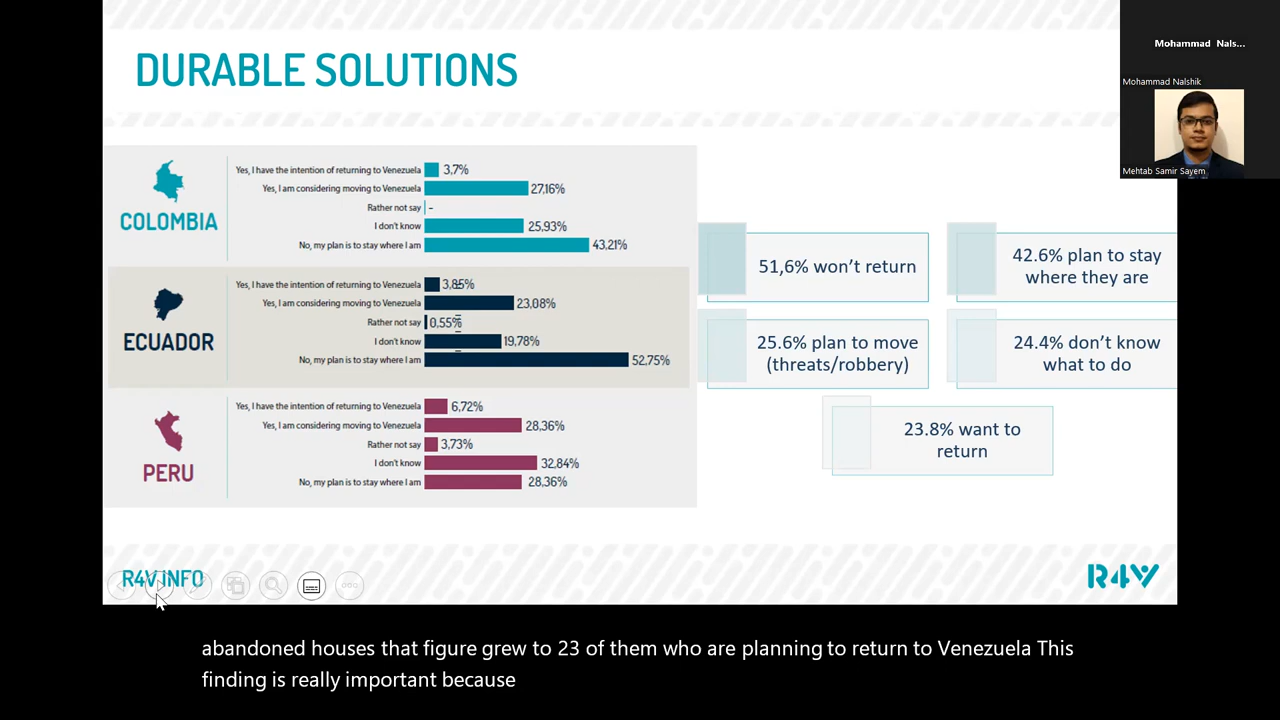 DURABLE SOLUTIONS
Mohammad Nals...
Mohammad Nalshik
Mehtab Samir Sayem
COLOMBIA
Yes, I have the intention of returning to Venezuela 3,7%
Yes, I am considering moving to Venezuela 27,16%
Rather not say -
I don't know 25,93%
No, my plan is to stay where I am 43,21%
ECUADOR
Yes, I have the intention of returning to Venezuela 3,85%
Yes, I am considering moving to Venezuela 23,08%
Rather not say 0,55%
I don't know 19,78%
No, my plan is to stay where I am 52,75%
PERU
Yes, I have the intention of returning to Venezuela 6,72%
Yes, I am considering moving to Venezuela 28,36%
Rather not say 3,73%
I don't know 32,84%
No, my plan is to stay where I am 28,36%
51,6% won't return
42.6% plan to stay
where they are
25.6% plan to move
(threats/robbery)
24.4% don't know
what to do
23.8% want to
return
R4V.INFO
R4V
abandoned houses that figure grew to 23 of them who are planning to return to Venezuela This
finding is really important because